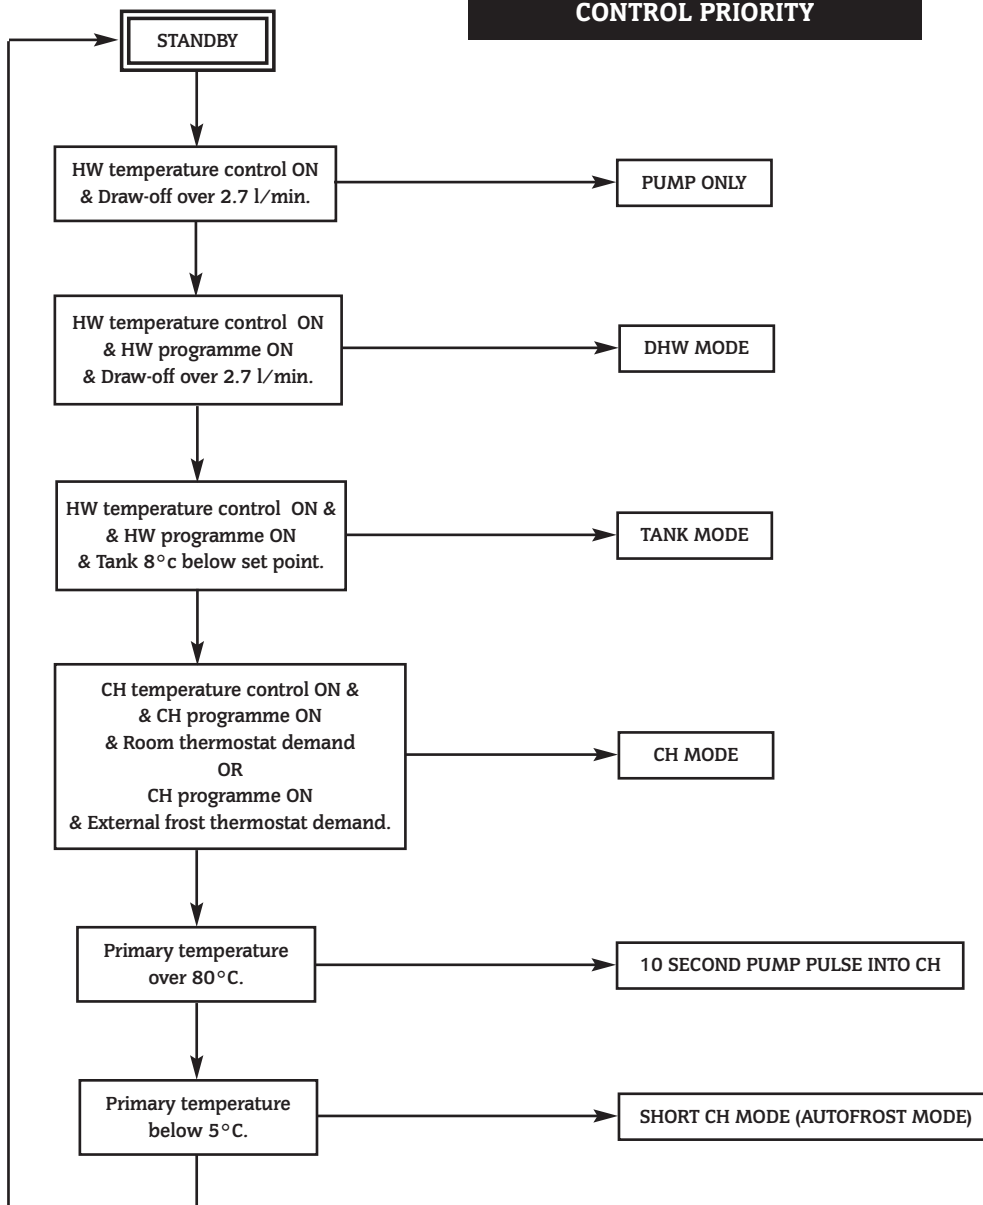 CONTROL PRIORITY
STANDBY
HW temperature control ON
& Draw-off over 2.7 l/min.
PUMP ONLY
HW temperature control ON
& HW programme ON
& Draw-off over 2.7 l/min.
DHW MODE
HW temperature control ON &
& HW programme ON
& Tank 8°c below set point.
TANK MODE
CH temperature control ON &
& CH programme ON
& Room thermostat demand
OR
CH programme ON
& External frost thermostat demand.
CH MODE
Primary temperature
over 80°C.
10 SECOND PUMP PULSE INTO CH
Primary temperature
below 5°C.
SHORT CH MODE (AUTOFROST MODE)